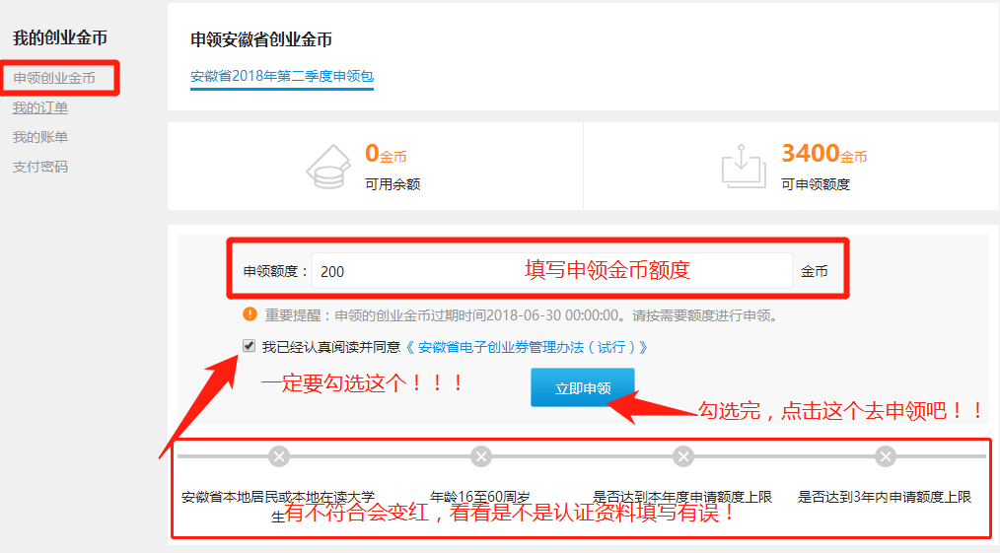 我的创业金币
申领创业金币
我的订单
我的账单
支付密码
申领安徽省创业金币
安徽省2018年第二季度申领包
0金币
可用余额
3400金币
可申领额度
申领额度：200 填写申领金币额度 金币
重要提醒：申领的创业金币过期时间2018-06-30 00:00:00。请按需要额度进行申领。
我已经认真阅读并同意《 安徽省电子创业券管理办法（试行）》
一定要勾选这个！！！
立即申领
勾选完，点击这个去申领吧！！
安徽省本地居民或本地在读大学
生
年龄16至60周岁
是否达到本年度申请额度上限
是否达到3年内申请额度上限
有不符合会变红，看看是不是认证资料填写有误！